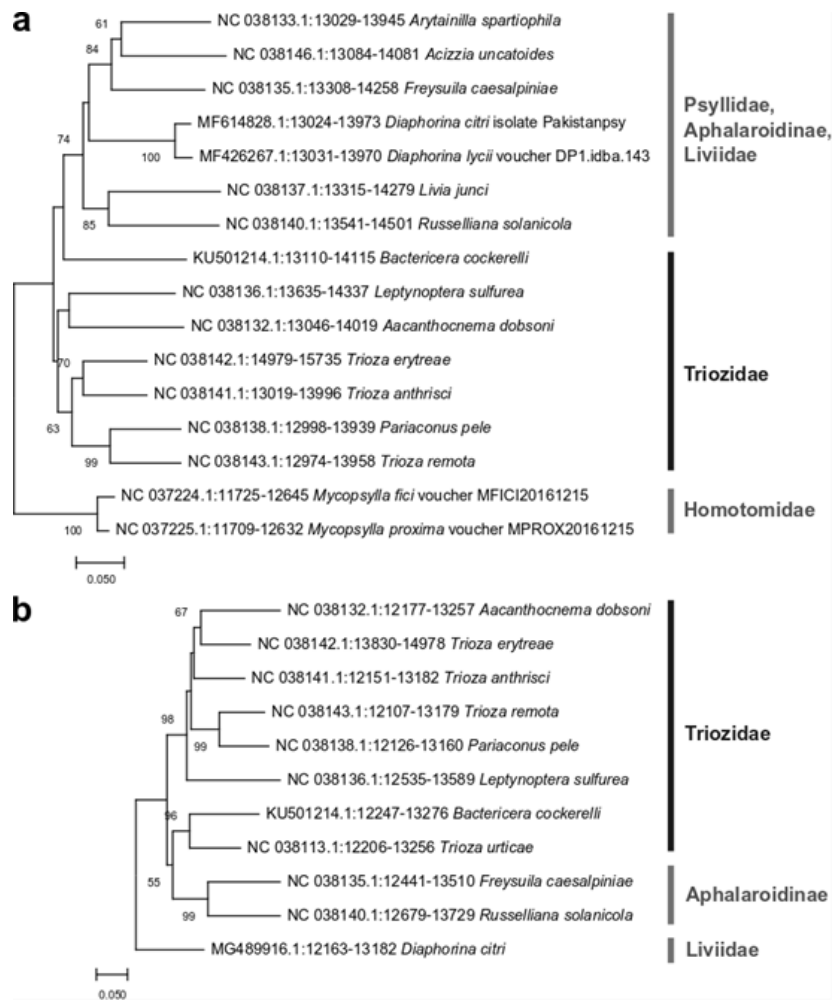 a
61
NC 038133.1:13029-13945 Arytainilla spartiophila
84
NC 038146.1:13084-14081 Acizzia uncatoides
NC 038135.1:13308-14258 Freysuila caesalpiniae
Psyllidae,
Aphalaroidinae,
Liviidae
MF614828.1:13024-13973 Diaphorina citri isolate Pakistanpsy
74
100
MF426267.1:13031-13970 Diaphorina lycii voucher DP1.idba.143
NC 038137.1:13315-14279 Livia junci
85
NC 038140.1:13541-14501 Russelliana solanicola
KU501214.1:13110-14115 Bactericera cockerelli
NC 038136.1:13635-14337 Leptynoptera sulfurea
NC 038132.1:13046-14019 Aacanthocnema dobsoni
70
NC 038142.1:14979-15735 Trioza erytreae
Triozidae
NC 038141.1:13019-13996 Trioza anthrisci
63
NC 038138.1:12998-13939 Pariaconus pele
99
NC 038143.1:12974-13958 Trioza remota
NC 037224.1:11725-12645 Mycopsylla fici voucher MFICI20161215
Homotomidae
100
NC 037225.1:11709-12632 Mycopsylla proxima voucher MPROX20161215
0.050
b
67
NC 038132.1:12177-13257 Aacanthocnema dobsoni
NC 038142.1:13830-14978 Trioza erytreae
NC 038141.1:12151-13182 Trioza anthrisci
98
NC 038143.1:12107-13179 Trioza remota
Triozidae
99
NC 038138.1:12126-13160 Pariaconus pele
NC 038136.1:12535-13589 Leptynoptera sulfurea
96
KU501214.1:12247-13276 Bactericera cockerelli
NC 038113.1:12206-13256 Trioza urticae
55
NC 038135.1:12441-13510 Freysuila caesalpiniae
Aphalaroidinae
99
NC 038140.1:12679-13729 Russelliana solanicola
MG489916.1:12163-13182 Diaphorina citri
Liviidae
0.050